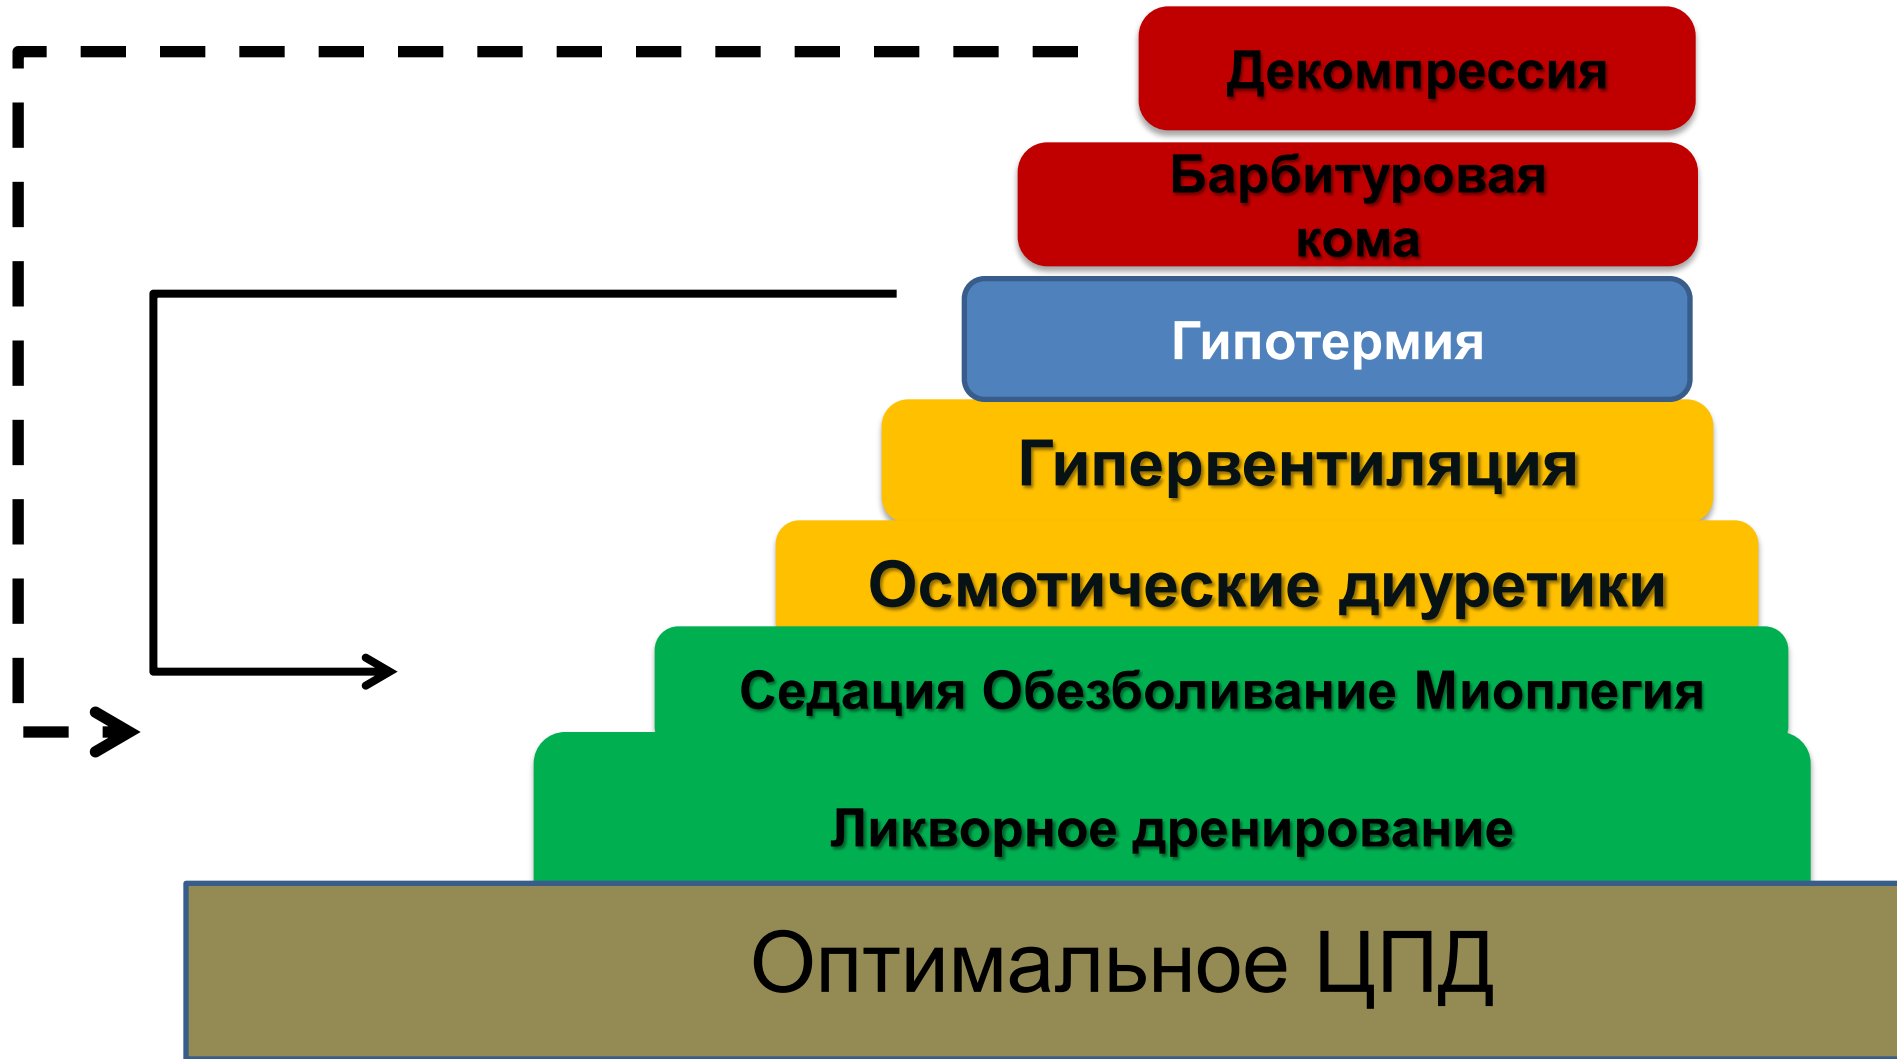 Декомпрессия
Барбитуровая
кома
Гипотермия
Гипервентиляция
Осмотические диуретики
Седация Обезболивание Миоплегия
Ликворное дренирование
Оптимальное ЦПД